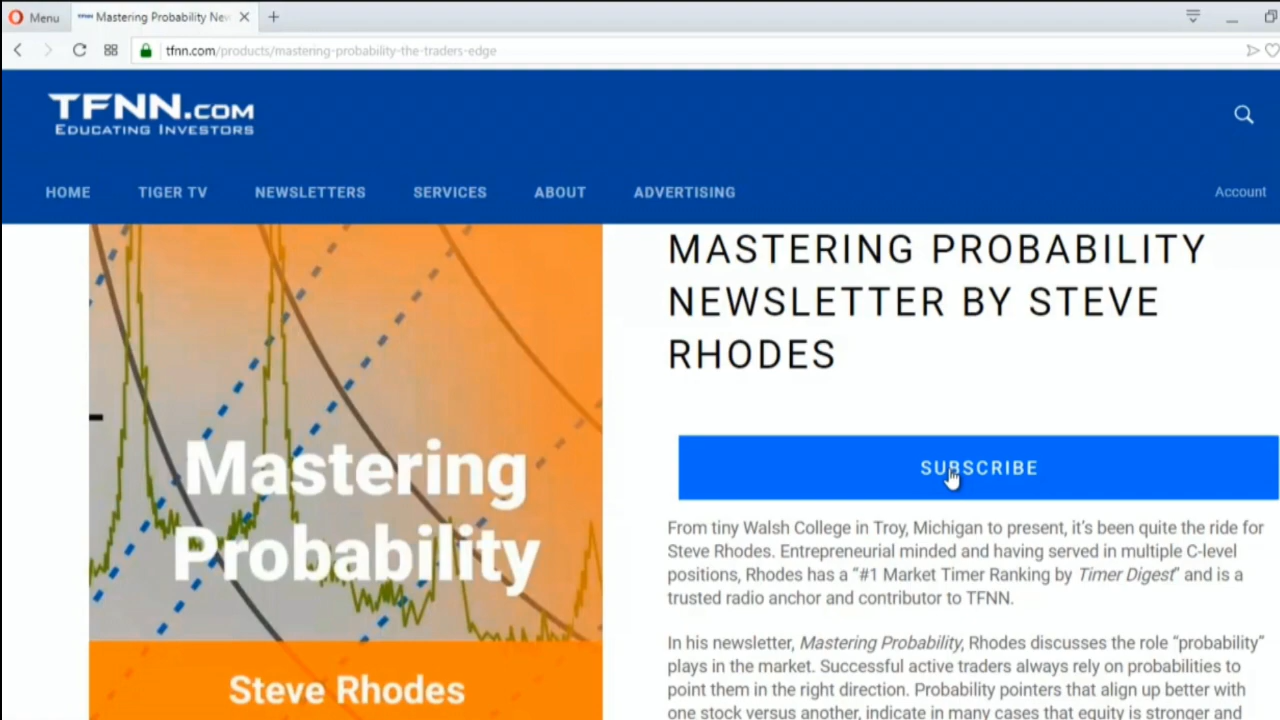 Menu
Mastering Probability New
tfnn.com/products/mastering-probability-the-traders-edge
TFNN.COM
EDUCATING INVESTORS
HOME TIGER TV NEWSLETTERS SERVICES ABOUT ADVERTISING Account
Mastering
Probability
Steve Rhodes
MASTERING PROBABILITY
NEWSLETTER BY STEVE
RHODES
SUBSCRIBE
From tiny Walsh College in Troy, Michigan to present, it's been quite the ride for
Steve Rhodes. Entrepreneurial minded and having served in multiple C-level
positions, Rhodes has a “#1 Market Timer Ranking by Timer Digest” and is a
trusted radio anchor and contributor to TFNN.
In his newsletter, Mastering Probability, Rhodes discusses the role “probability”
plays in the market. Successful active traders always rely on probabilities to
point them in the right direction. Probability pointers that align up better with
one stock versus another, indicate in many cases that equity is stronger and